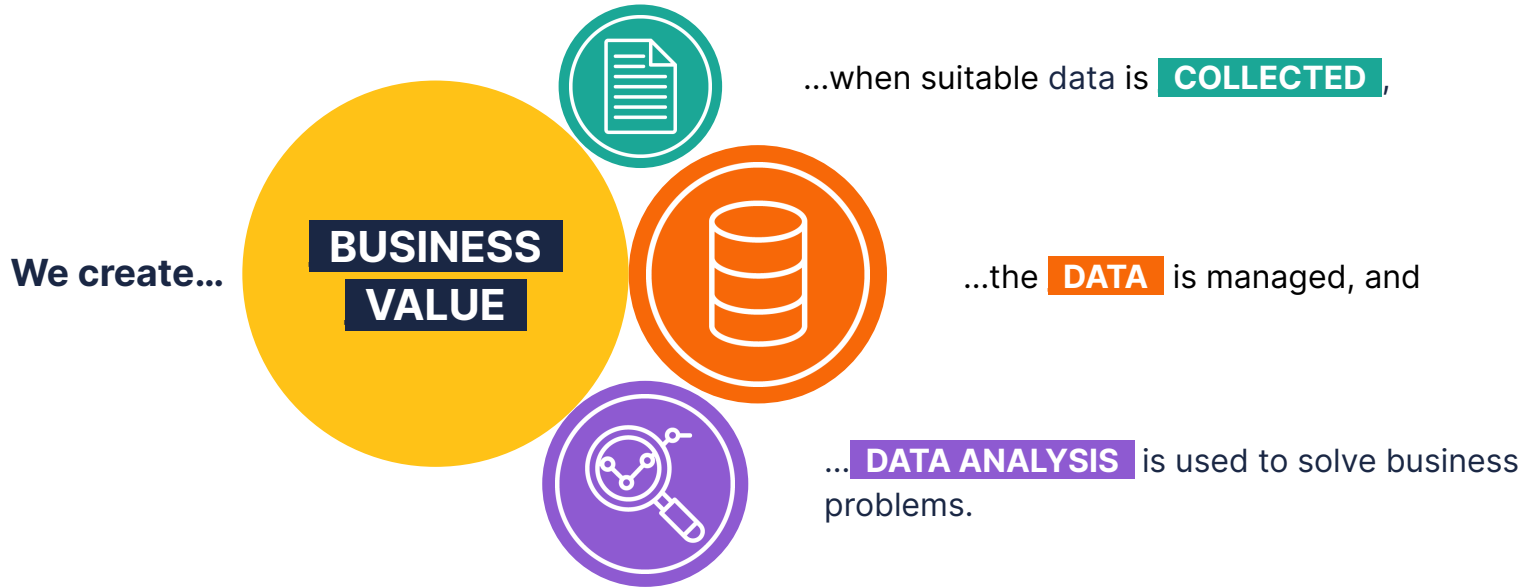 We create...
BUSINESS
VALUE
...when suitable data is COLLECTED,
...the DATA is managed, and
...DATA ANALYSIS is used to solve business
problems.